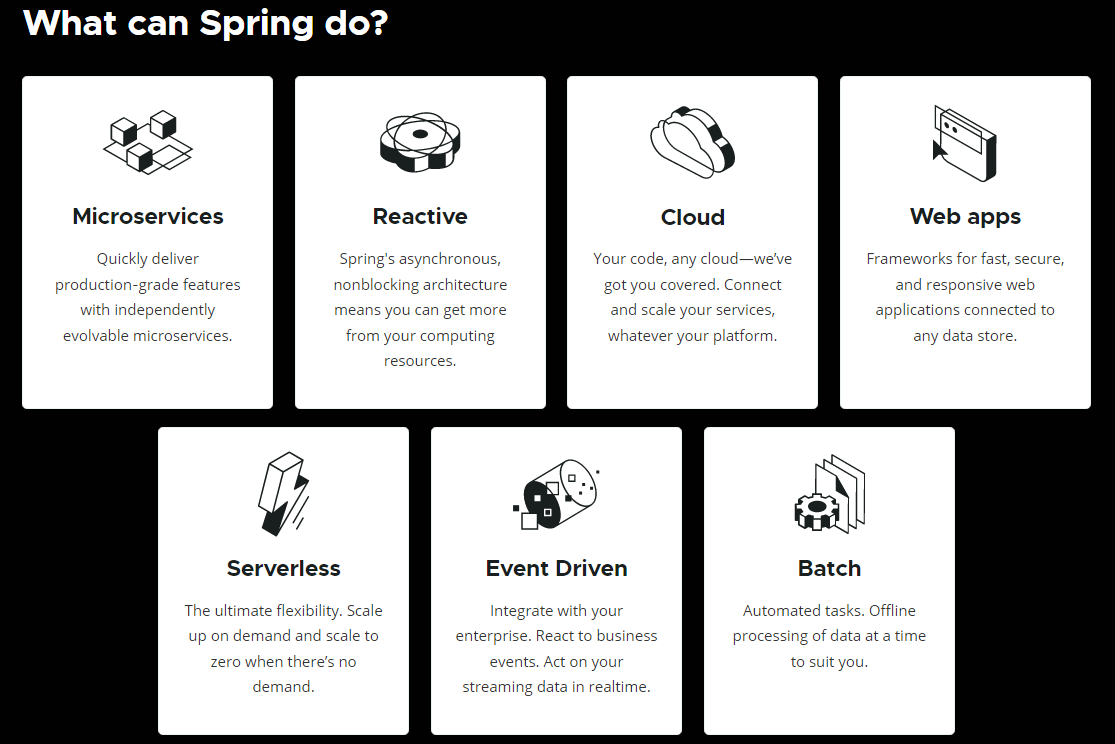 What can Spring do?
Microservices
Quickly deliver
production-grade features
with independently
evolvable microservices.
Reactive
Spring's asynchronous,
nonblocking architecture
means you can get more
from your computing
resources.
Cloud
Your code, any cloud—we’ve
got you covered. Connect
and scale your services,
whatever your platform.
Web apps
Frameworks for fast, secure,
and responsive web
applications connected to
any data store.
Serverless
The ultimate flexibility. Scale
up on demand and scale to
zero when there’s no
demand.
Event Driven
Integrate with your
enterprise. React to business
events. Act on your
streaming data in realtime.
Batch
Automated tasks. Offline
processing of data at a time
to suit you.